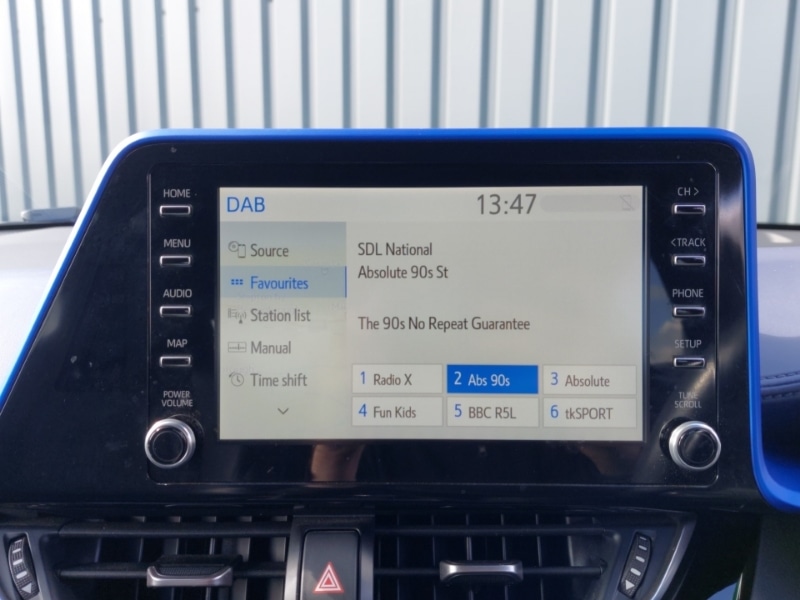 HOME
MENU
AUDIO
MAP
POWER
VOLUME
DAB 13:47
Source
Favourites
Station list
Manual
Time shift
SDL National
Absolute 90s St
The 90s No Repeat Guarantee
1 Radio X 2 Abs 90s 3 Absolute
4 Fun Kids 5 BBC R5L 6 tkSPORT
CH >
<TRACK
PHONE
SETUP
TUNE
SCROLL